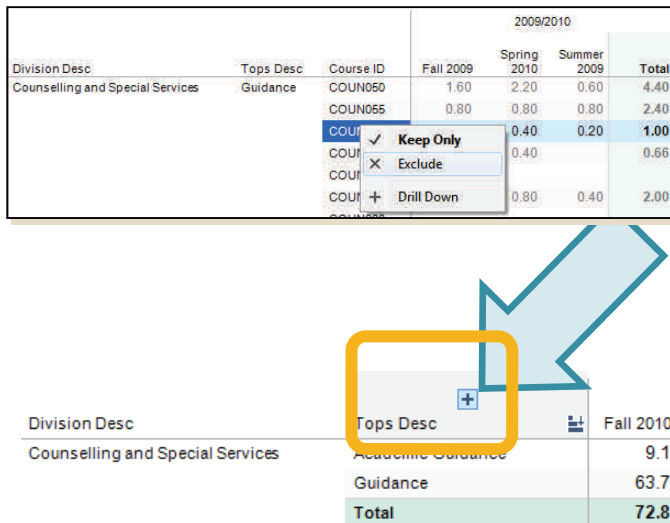 2009/2010
Division Desc Tops Desc Course ID Fall 2009 Spring 2010 Summer 2009 Total
Counselling and Special Services Guidance COUN050 1.60 2.20 0.60 4.40
COUN055 0.80 0.80 0.80 2.40
0.40 0.20 1.00
Keep Only
0.40 0.66
Exclude
Drill Down 0.80 0.40 2.00
Division Desc Tops Desc Fall 2010
Counselling and Special Services Academic Guidance 9.1
Guidance 63.7
Total 72.8